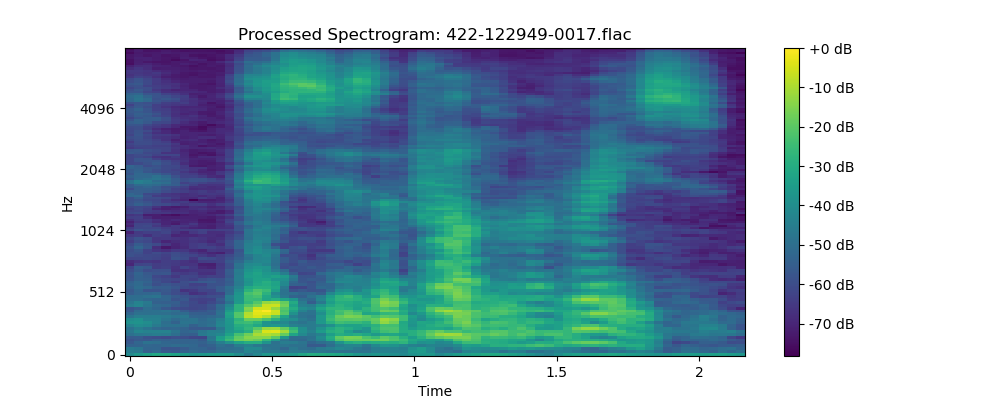 Processed Spectrogram: 422-122949-0017.flac
+0 dB
4096
-10 dB
-20 dB
2048
-30 dB
Hz
-40 dB
1024
-50 dB
512
-60 dB
-70 dB
0
0 0.5 1 1.5 2
Time